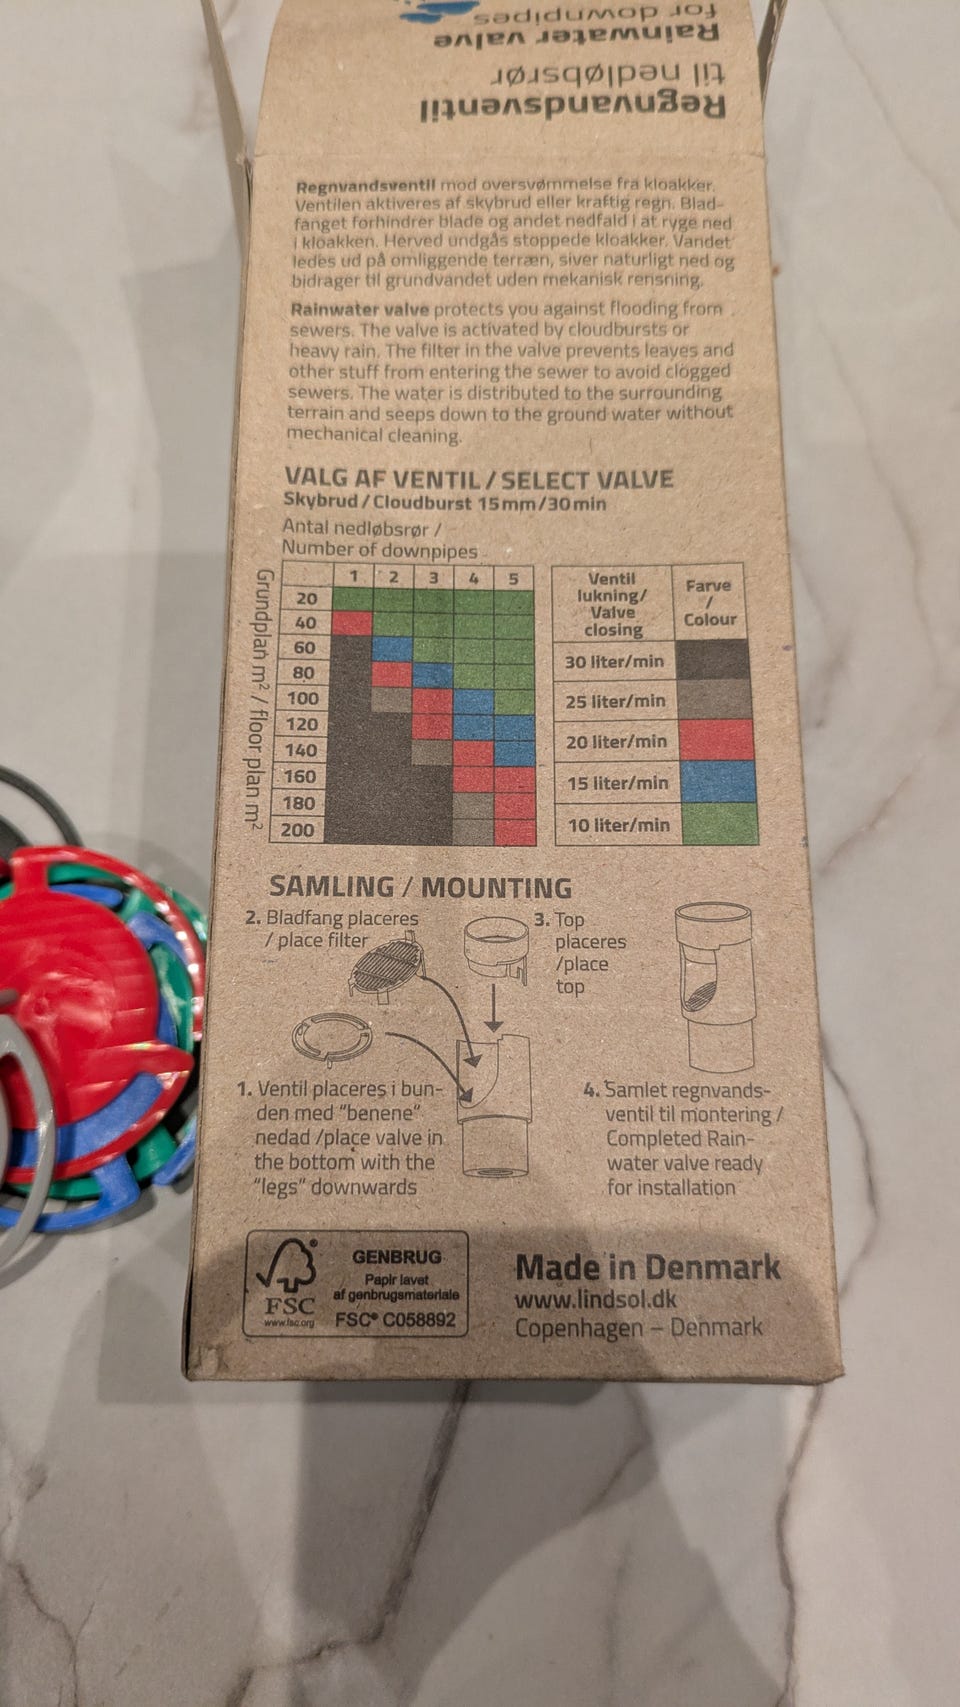 for downpipes
Rainwater valve
til nedløbsrør
Regnvandsventil
Regnvandsventil mod oversvømmelse fra kloakker.
Ventilen aktiveres af skybrud eller kraftig regn. Blad-
fanget forhindrer blade og andet nedfald i at ryge ned
i kloakken. Herved undgås stoppede kloakker. Vandet
ledes ud på omliggende terræn, siver naturligt ned og
bidrager til grundvandet uden mekanisk rensning.
Rainwater valve protects you against flooding from
sewers. The valve is activated by cloudbursts or
heavy rain. The filter in the valve prevents leaves and
other stuff from entering the sewer to avoid clogged
sewers. The water is distributed to the surrounding
terrain and seeps down to the ground water without
mechanical cleaning.
VALG AF VENTIL / SELECT VALVE
Skybrud / Cloudburst 15mm/30min
Antal nedløbsrør /
Number of downpipes
Grundplan m² / floor plan m²
1 2 3 4 5
20
40
60
80
100
120
140
160
180
200
Ventil
lukning/
Valve
closing
Farve
/
Colour
30 liter/min
25 liter/min
20 liter/min
15 liter/min
10 liter/min
SAMLING / MOUNTING
2. Bladfang placeres
/ place filter
3. Top
placeres
/place
top
1. Ventil placeres i bun-
den med "benene"
nedad /place valve in
the bottom with the
"legs" downwards
4. Samlet regnvands-
ventil til montering /
Completed Rain-
water valve ready
for installation
FSC
www.fsc.org
GENBRUG
Papir lavet
af genbrugsmateriale
FSC® C058892
Made in Denmark
www.lindsol.dk
Copenhagen – Denmark